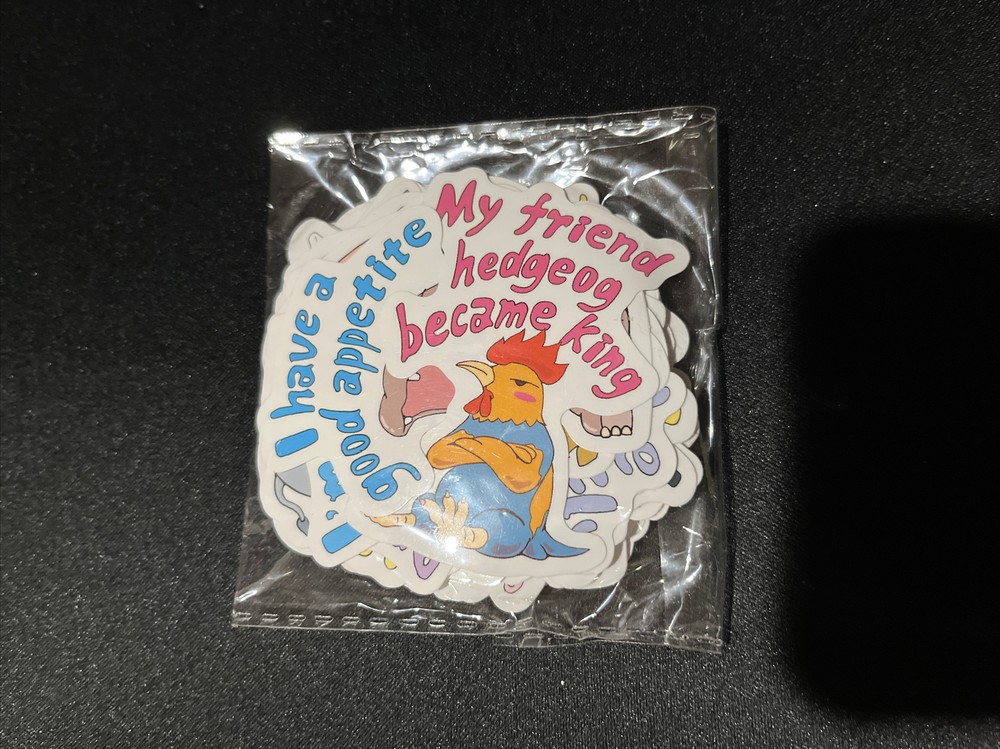 My friend
hedgeog
became king
I have a
good appetite
I'm